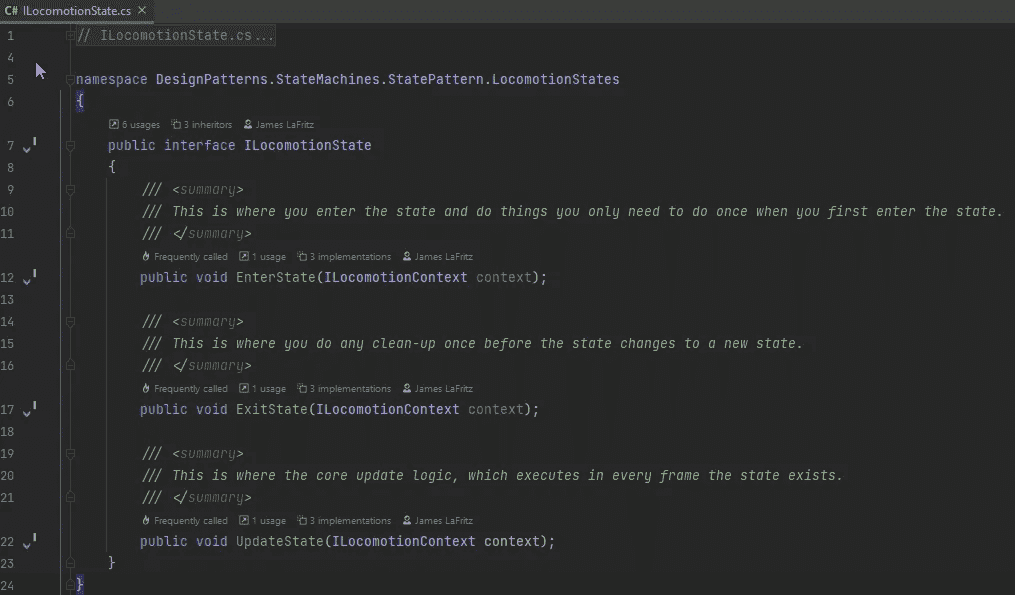 C# ILocomotionState.cs ×
1 // ILocomotionState.cs...
4
5 namespace DesignPatterns.StateMachines.StatePattern.LocomotionStates
6 {
6 usages 3 inheritors James LaFritz
7 public interface ILocomotionState
8 {
9 /// <summary>
10 /// This is where you enter the state and do things you only need to do once when you first enter the state.
11 /// </summary>
Frequently called 1 usage 3 implementations James LaFritz
12 public void EnterState(ILocomotionContext context);
13
14 /// <summary>
15 /// This is where you do any clean-up once before the state changes to a new state.
16 /// </summary>
Frequently called 1 usage 3 implementations James LaFritz
17 public void ExitState(ILocomotionContext context);
18
19 /// <summary>
20 /// This is where the core update logic, which executes in every frame the state exists.
21 /// </summary>
Frequently called 1 usage 3 implementations James LaFritz
22 public void UpdateState(ILocomotionContext context);
23 }
24 }